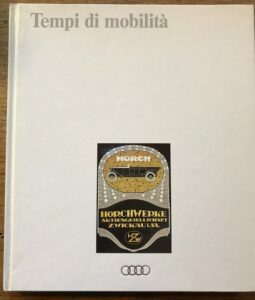 Tempi di mobilità
HORCH
HORCHWERKE
AKTIENGESELLSCHAFT
ZWICKAU i. SA.